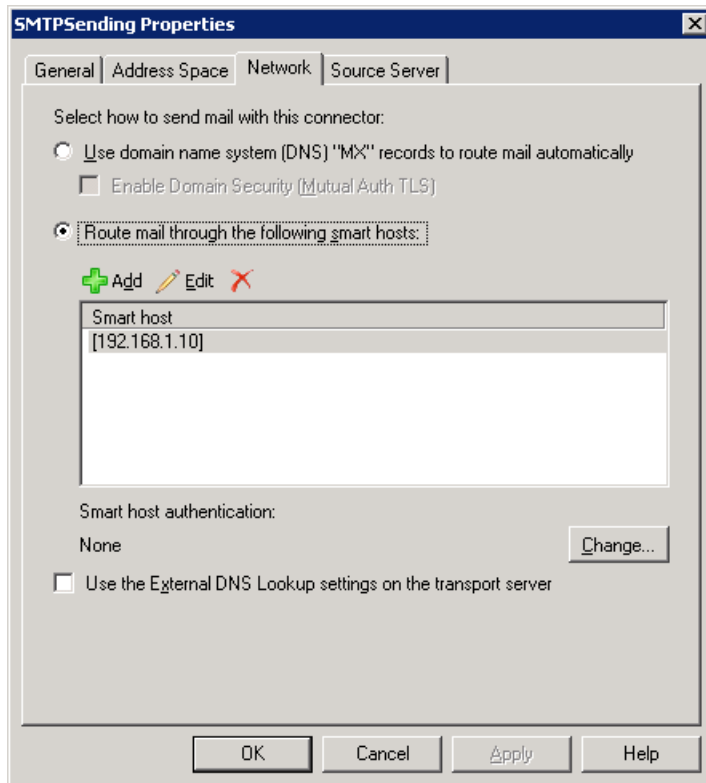 SMTPSending Properties
General Address Space Network Source Server
Select how to send mail with this connector:
Use domain name system (DNS) "MX" records to route mail automatically
Enable Domain Security (Mutual Auth TLS)
Route mail through the following smart hosts:
Add Edit
Smart host
[192.168.1.10]
Smart host authentication:
None Change...
Use the External DNS Lookup settings on the transport server
OK Cancel Apply Help